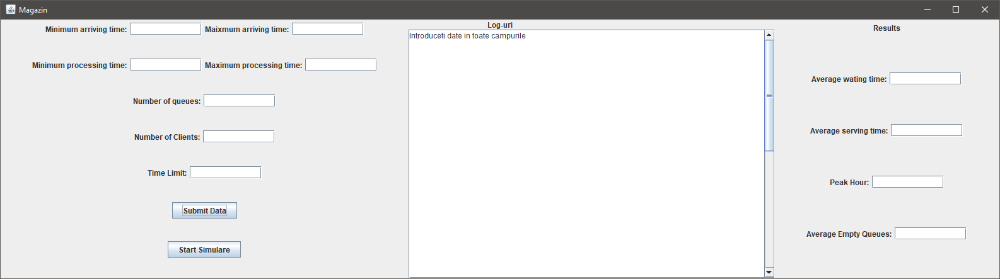 Magazin
Minimum arriving time: Maixmum arriving time:
Minimum processing time: Maximum processing time:
Number of queues:
Number of Clients:
Time Limit:
Submit Data
Start Simulare
Log-uri
Introduceti date in toate campurile
Results
Average wating time:
Average serving time:
Peak Hour:
Average Empty Queues: